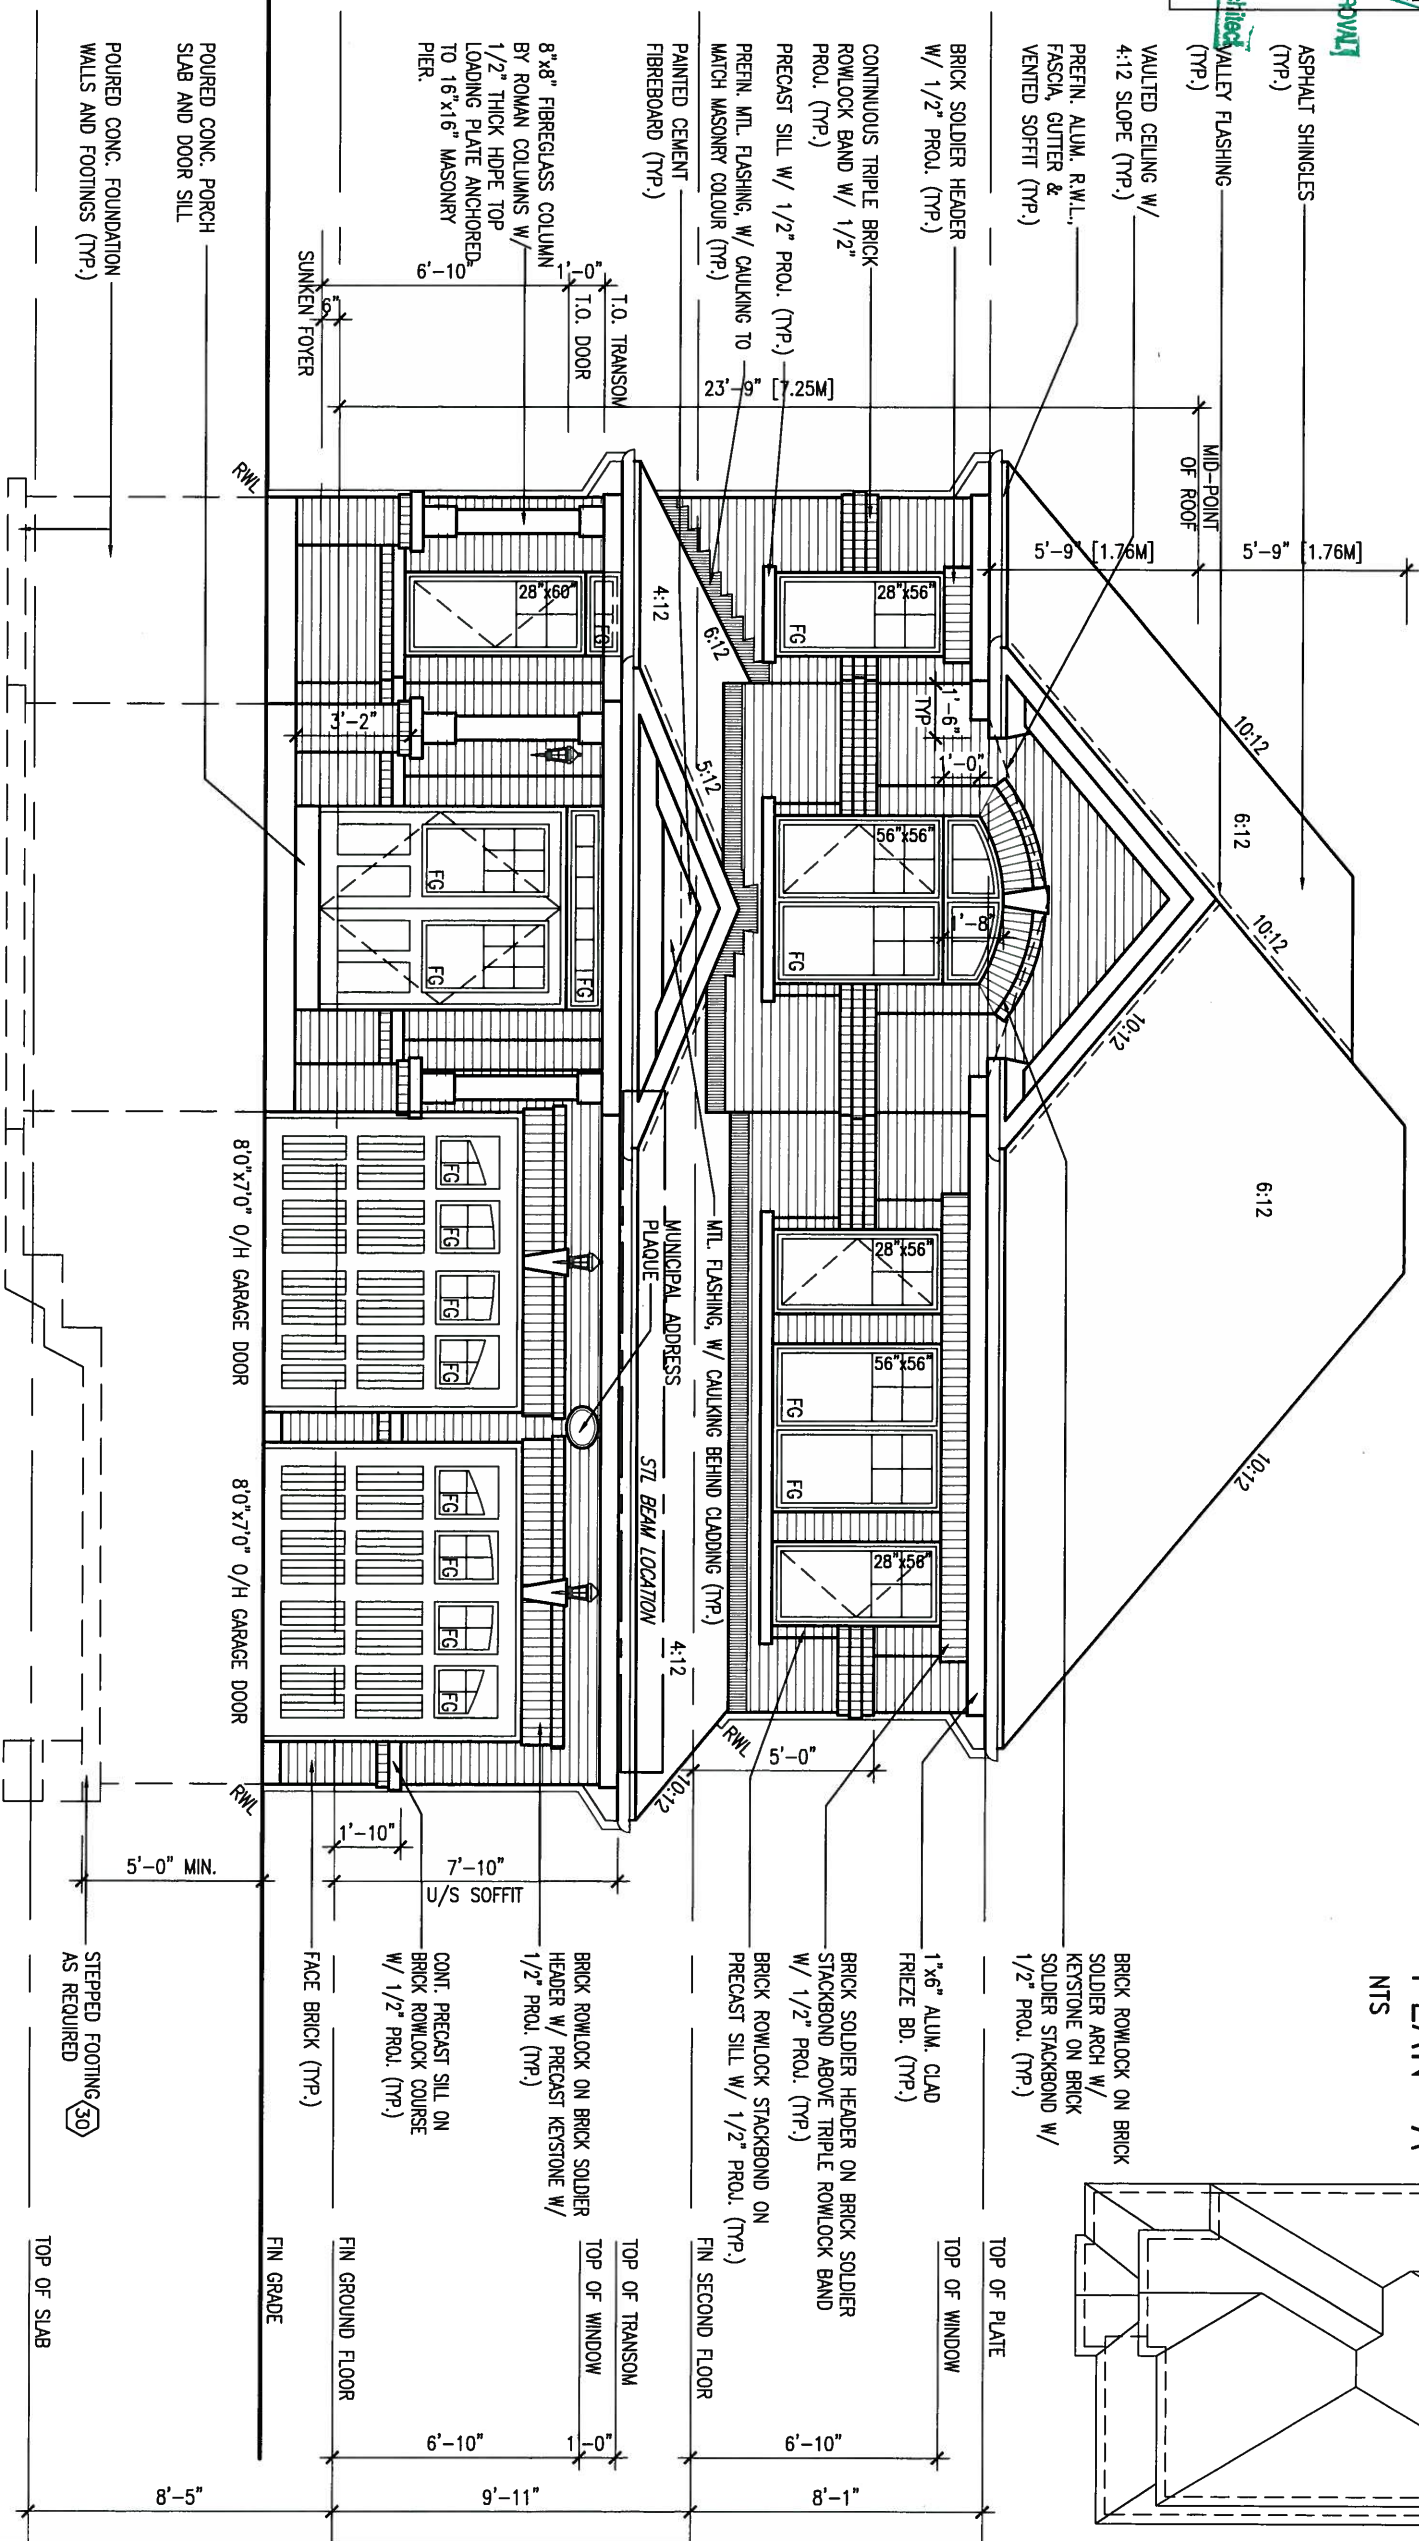 ASPHALT SHINGLES
(TYP.)
VALLEY FLASHING
(TYP.)
VAULTED CEILING W/
4:12 SLOPE (TYP.)
PREFIN. ALUM. R.W.L.,
FASCIA, GUTTER &
VENTED SOFFIT (TYP.)
BRICK SOLDIER HEADER
W/ 1/2" PROJ. (TYP.)
CONTINUOUS TRIPLE BRICK
ROWLOCK BAND W/ 1/2"
PROJ. (TYP.)
PRECAST SILL W/ 1/2" PROJ. (TYP.)
PREFIN. MTL. FLASHING, W/ CAULKING TO
MATCH MASONRY COLOUR (TYP.)
PAINTED CEMENT
FIBREBOARD (TYP.)
8"x8" FIBREGLASS COLUMN
BY ROMAN COLUMNS W/
1/2" THICK HDPE TOP
LOADING PLATE ANCHORED
TO 16"x16" MASONRY
PIER.
POURED CONC. PORCH
SLAB AND DOOR SILL
POURED CONC. FOUNDATION
WALLS AND FOOTINGS (TYP.)
T.O. TRANSOM
T.O. DOOR
1'-0"
6'-10"
6"
SUNKEN FOYER
23'-9" [7.25M]
MID-POINT
OF ROOF
5'-9" [1.76M]
5'-9" [1.76M]
10:12
6:12
10:12
10:12
6:12
10:12
28"x56"
FG
1'-6"
TYP.
1'-0"
56"x56"
FG
1'-8"
28"x56"
56"x56"
FG
FG
28"x56"
4:12
6:12
5:12
28"x60"
FG
3'-2"
FG
FG
FG
MTL. FLASHING, W/ CAULKING BEHIND CLADDING (TYP.)
MUNICIPAL ADDRESS
PLAQUE
STL BEAM LOCATION
4:12
10:12
RWL
RWL
RWL
FG
FG
FG
FG
FG
FG
FG
FG
8'0"x7'0" O/H GARAGE DOOR
8'0"x7'0" O/H GARAGE DOOR
5'-0"
1'-10"
7'-10"
U/S SOFFIT
5'-0" MIN.
NTS
BRICK ROWLOCK ON BRICK
SOLDIER ARCH W/
KEYSTONE ON BRICK
SOLDIER STACKBOND W/
1/2" PROJ. (TYP.)
1"x6" ALUM. CLAD
FRIEZE BD. (TYP.)
BRICK SOLDIER HEADER ON BRICK SOLDIER
STACKBOND ABOVE TRIPLE ROWLOCK BAND
W/ 1/2" PROJ. (TYP.)
BRICK ROWLOCK STACKBOND ON
PRECAST SILL W/ 1/2" PROJ. (TYP.)
BRICK ROWLOCK ON BRICK SOLDIER
HEADER W/ PRECAST KEYSTONE W/
1/2" PROJ. (TYP.)
CONT. PRECAST SILL ON
BRICK ROWLOCK COURSE
W/ 1/2" PROJ. (TYP.)
FACE BRICK (TYP.)
STEPPED FOOTING 30
AS REQUIRED
TOP OF PLATE
TOP OF WINDOW
FIN SECOND FLOOR
TOP OF TRANSOM
TOP OF WINDOW
FIN GROUND FLOOR
FIN GRADE
TOP OF SLAB
6'-10"
1'-0"
6'-10"
8'-1"
9'-11"
8'-5"